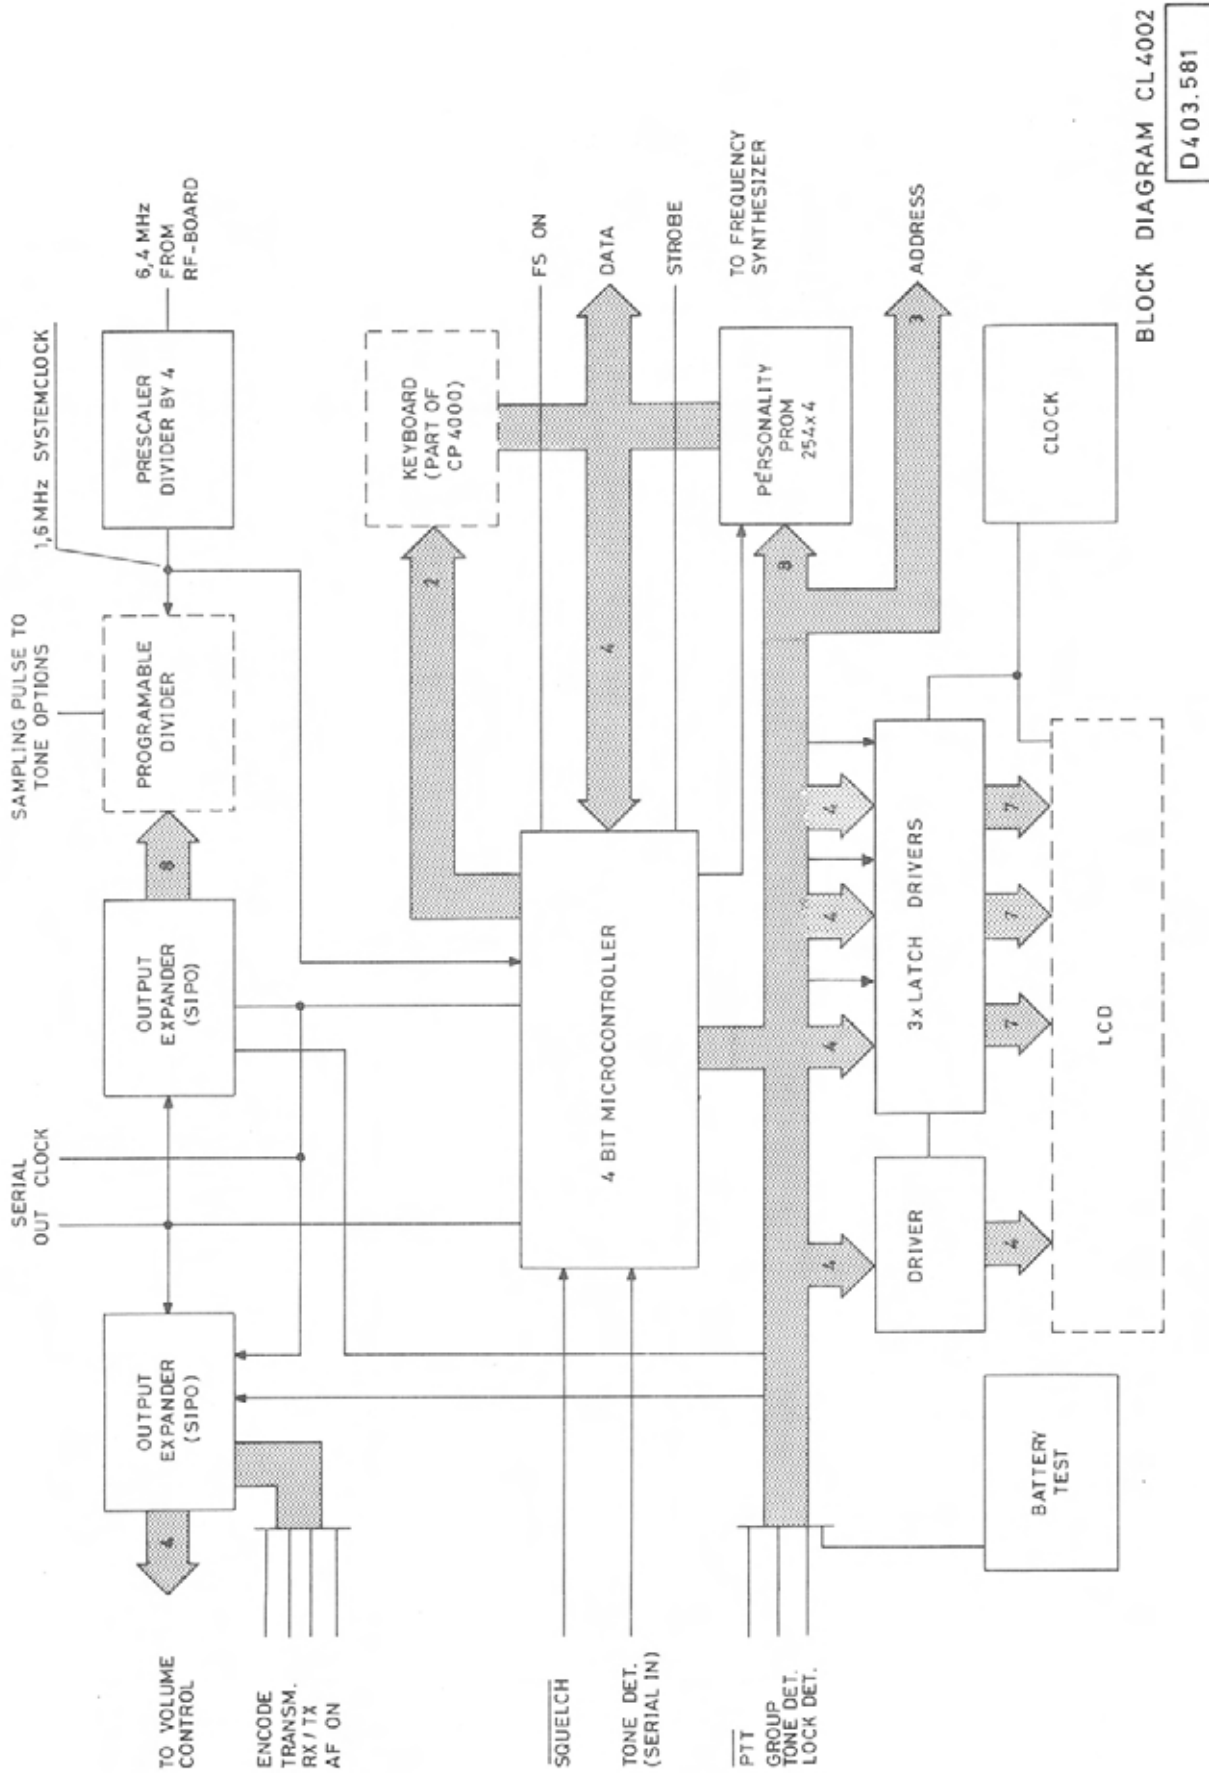 SERIAL
OUT CLOCK
SAMPLING PULSE TO
TONE OPTIONS
1,6MHz SYSTEMCLOCK
TO VOLUME
CONTROL
4
OUTPUT
EXPANDER
(SIPO)
OUTPUT
EXPANDER
(SIPO)
8
PROGRAMABLE
DIVIDER
PRESCALER
DIVIDER BY 4
6,4 MHz
FROM
RF-BOARD
ENCODE
TRANSM.
RX/TX
AF ON
2
KEYBOARD
(PART OF
CP 4000)
SQUELCH
TONE DET.
(SERIAL IN)
4 BIT MICROCONTROLLER
4
FS ON
DATA
STROBE
PTT
GROUP
TONE DET.
LOCK DET.
8
PERSONALITY
PROM
254x4
TO FREQUENCY
SYNTHESIZER
4
4
4
4
3
ADDRESS
BATTERY
TEST
DRIVER
3x LATCH DRIVERS
CLOCK
4
7
7
7
LCD
BLOCK DIAGRAM CL4002
D403.581